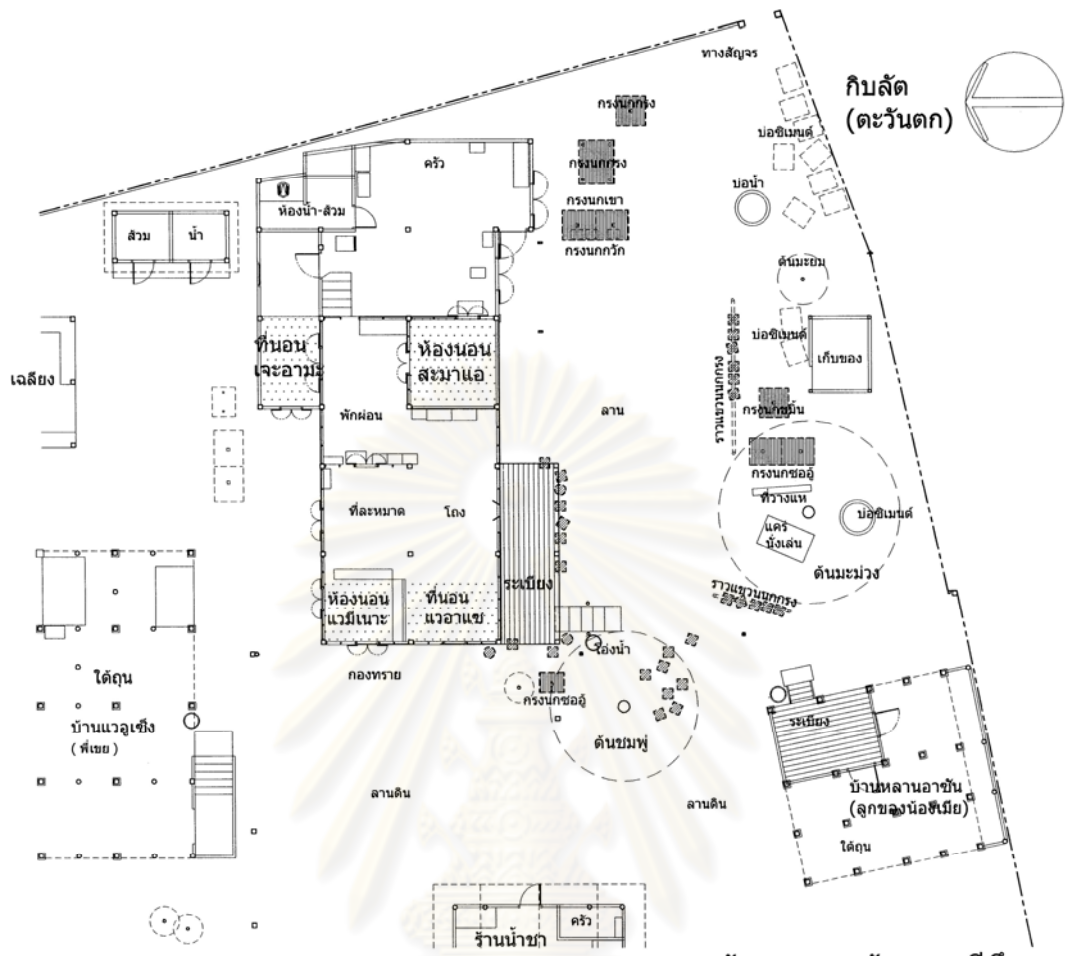 ทางสัญจร
กิบลัต
(ตะวันตก)
กรงนกกรง
บ่อซิเมนต์
ครัว
กรงนกกรง
บ่อน้ำ
กรงนกเขา
ห้องน้ำ-ส้วม
ส้วม
น้ำ
กรงนกกวัก
ต้นมะยม
บ่อซิเมนต์
เก็บของ
ที่นอน
เจะอามะ
ห้องนอน
สะมาแอ
เฉลียง
ราวแขวนนกกรง
พักผ่อน
ลาน
กรงนกขมิ้น
กรงนกซออู้
ที่วางแห
ที่ละหมาด
โถง
บ่อซิเมนต์
แคร่
นั่งเล่น
ต้นมะม่วง
ระเบียง
ราวแขวนนกกรง
ห้องนอน
แวมีเนาะ
ที่นอน
แวอาแซ
โอ่งน้ำ
กองทราย
ใต้ถุน
กรงนกซออู้
บ้านแวอูเซ็ง
( พี่เขย )
ระเบียง
ต้นชมพู่
ลานดิน
ลานดิน
บ้านหลานอาซัน
(ลูกของน้องเมีย)
ใต้ถุน
ครัว
ร้านน้ำชา